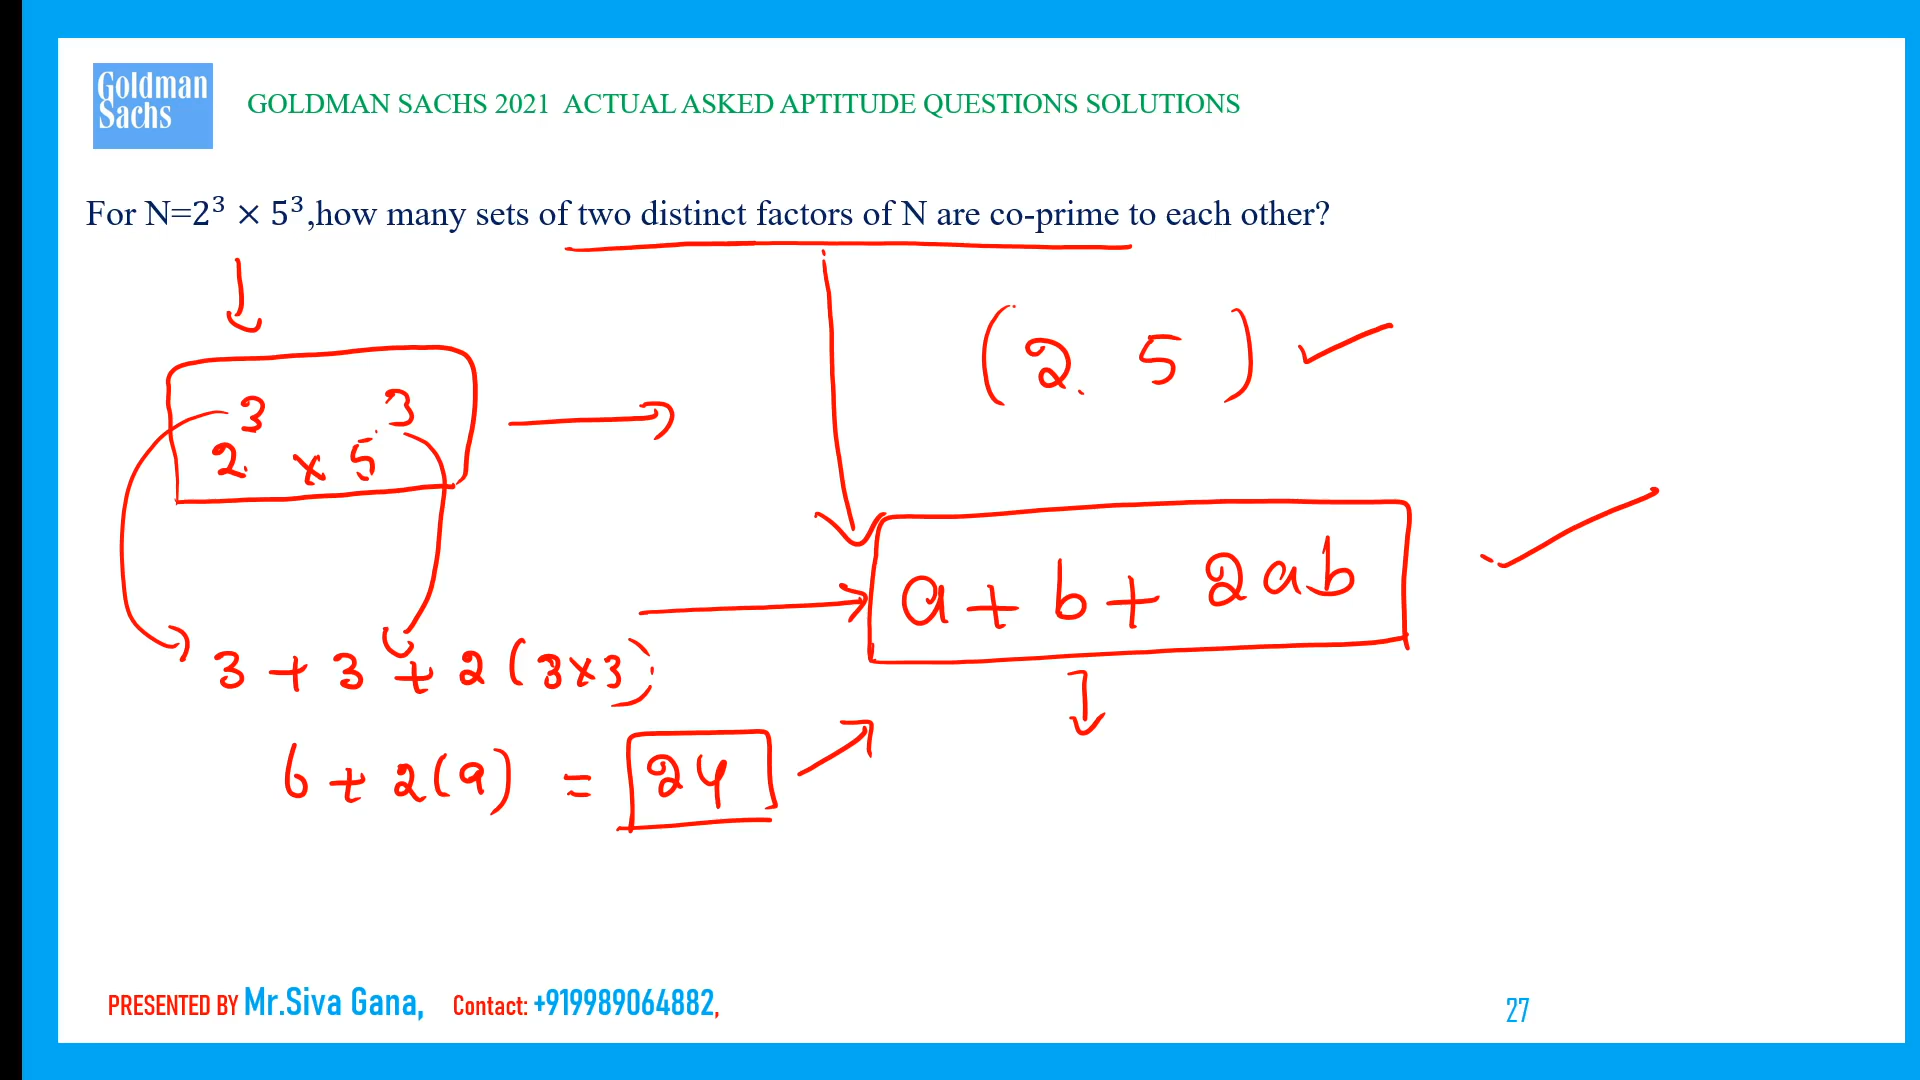 Goldman
Sachs
GOLDMAN SACHS 2021 ACTUAL ASKED APTITUDE QUESTIONS SOLUTIONS
For N=2³ × 5³,how many sets of two distinct factors of N are co-prime to each other?
(2 5)
2³ × 5³
a + b + 2ab
3 + 3 + 2(3×3)
6 + 2(9) = 24
PRESENTED BY Mr.Siva Gana, Contact: +919989064882,
27